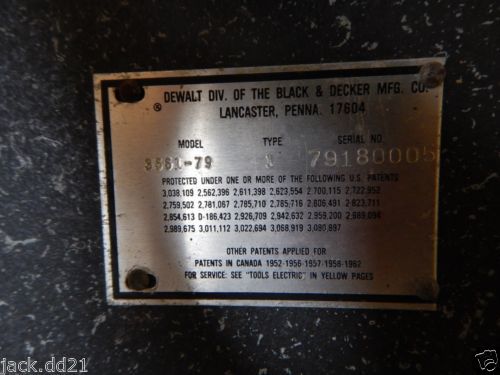 DEWALT DIV. OF THE BLACK & DECKER MFG. CO.
® LANCASTER, PENNA. 17604
MODEL TYPE SERIAL NO.
3561-79 79180005
PROTECTED UNDER ONE OR MORE OF THE FOLLOWING U.S. PATENTS
3,038,109 2,562,396 2,611,398 2,623,554 2,700,115 2,722,952
2,759,502 2,781,067 2,785,710 2,785,716 2,806,491 2,823,711
2,854,613 D-186,423 2,926,709 2,942,632 2,959,200 2,689,094
2,989,675 3,011,112 3,022,694 3,068,919 3,090,897
OTHER PATENTS APPLIED FOR
PATENTS IN CANADA 1952-1956-1957-1958-1962
FOR SERVICE: SEE "TOOLS ELECTRIC" IN YELLOW PAGES
jack.dd21